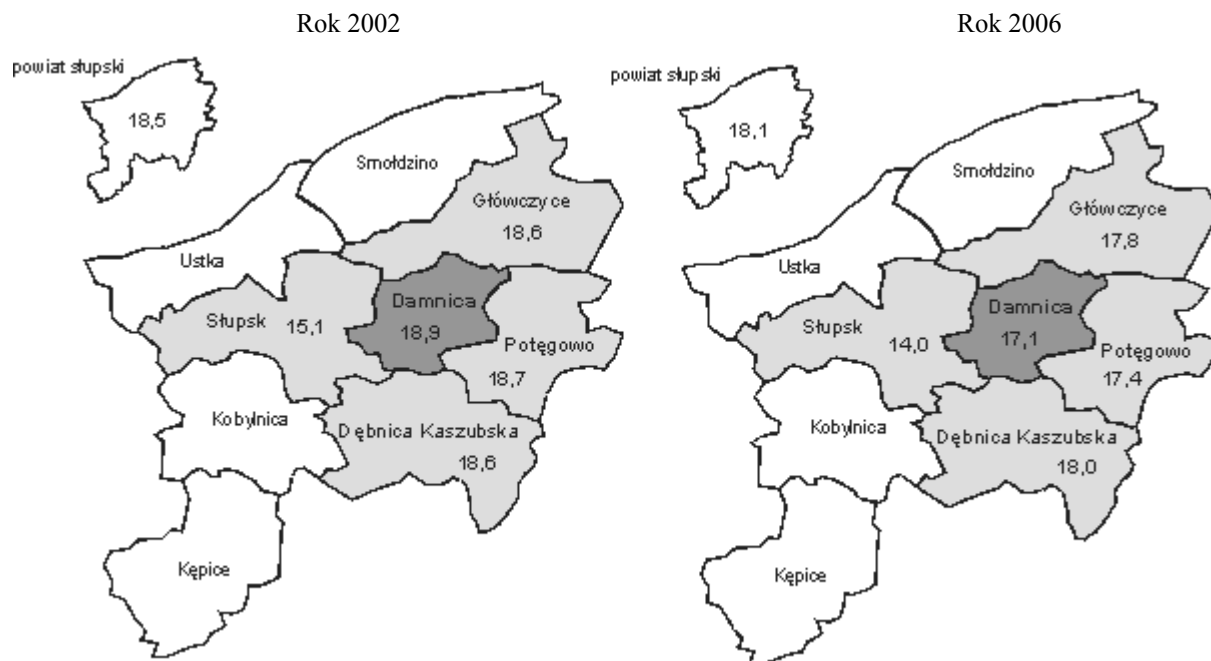 Rok 2002
powiat słupski
18,5
Smołdzino
Główczyce
18,6
Ustka
Damnica
18,9
Słupsk 15,1
Potęgowo
18,7
Kobylnica
Dębnica Kaszubska
18,6
Kępice
Rok 2006
powiat słupski
18,1
Smołdzino
Główczyce
17,8
Ustka
Damnica
17,1
Słupsk
14,0
Potęgowo
17,4
Kobylnica
Dębnica Kaszubska
18,0
Kępice